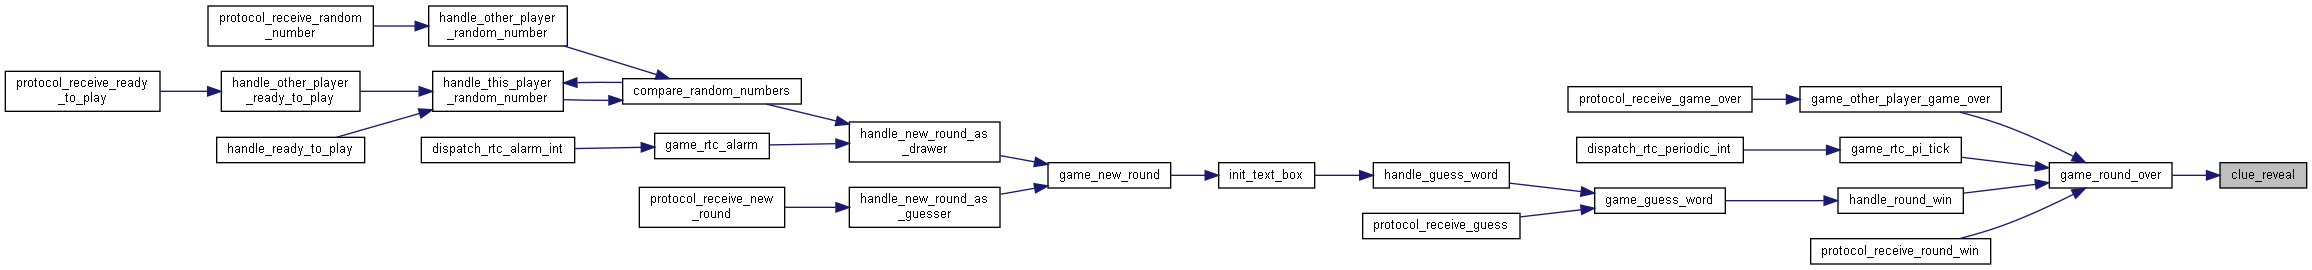 protocol_receive_random
_number
handle_other_player
_random_number
protocol_receive_ready
_to_play
handle_other_player
_ready_to_play
handle_this_player
_random_number
compare_random_numbers
handle_ready_to_play
dispatch_rtc_alarm_int
game_rtc_alarm
handle_new_round_as
_drawer
protocol_receive_new
_round
handle_new_round_as
_guesser
game_new_round
init_text_box
handle_guess_word
protocol_receive_guess
game_guess_word
protocol_receive_game_over
game_other_player_game_over
dispatch_rtc_periodic_int
game_rtc_pi_tick
handle_round_win
protocol_receive_round_win
game_round_over
clue_reveal